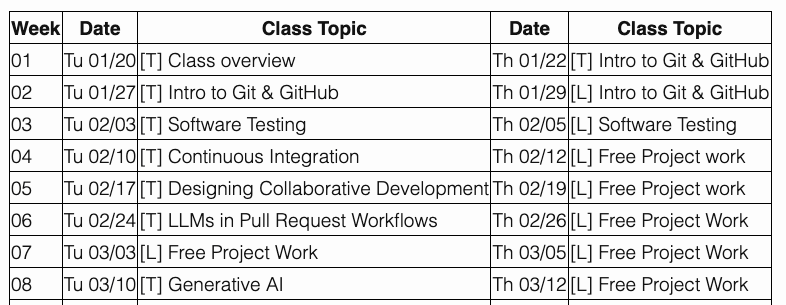 Week Date Class Topic Date Class Topic
01 Tu 01/20 [T] Class overview Th 01/22 [T] Intro to Git & GitHub
02 Tu 01/27 [T] Intro to Git & GitHub Th 01/29 [L] Intro to Git & GitHub
03 Tu 02/03 [T] Software Testing Th 02/05 [L] Software Testing
04 Tu 02/10 [T] Continuous Integration Th 02/12 [L] Free Project work
05 Tu 02/17 [T] Designing Collaborative Development Th 02/19 [L] Free Project work
06 Tu 02/24 [T] LLMs in Pull Request Workflows Th 02/26 [L] Free Project Work
07 Tu 03/03 [L] Free Project Work Th 03/05 [L] Free Project Work
08 Tu 03/10 [T] Generative AI Th 03/12 [L] Free Project Work